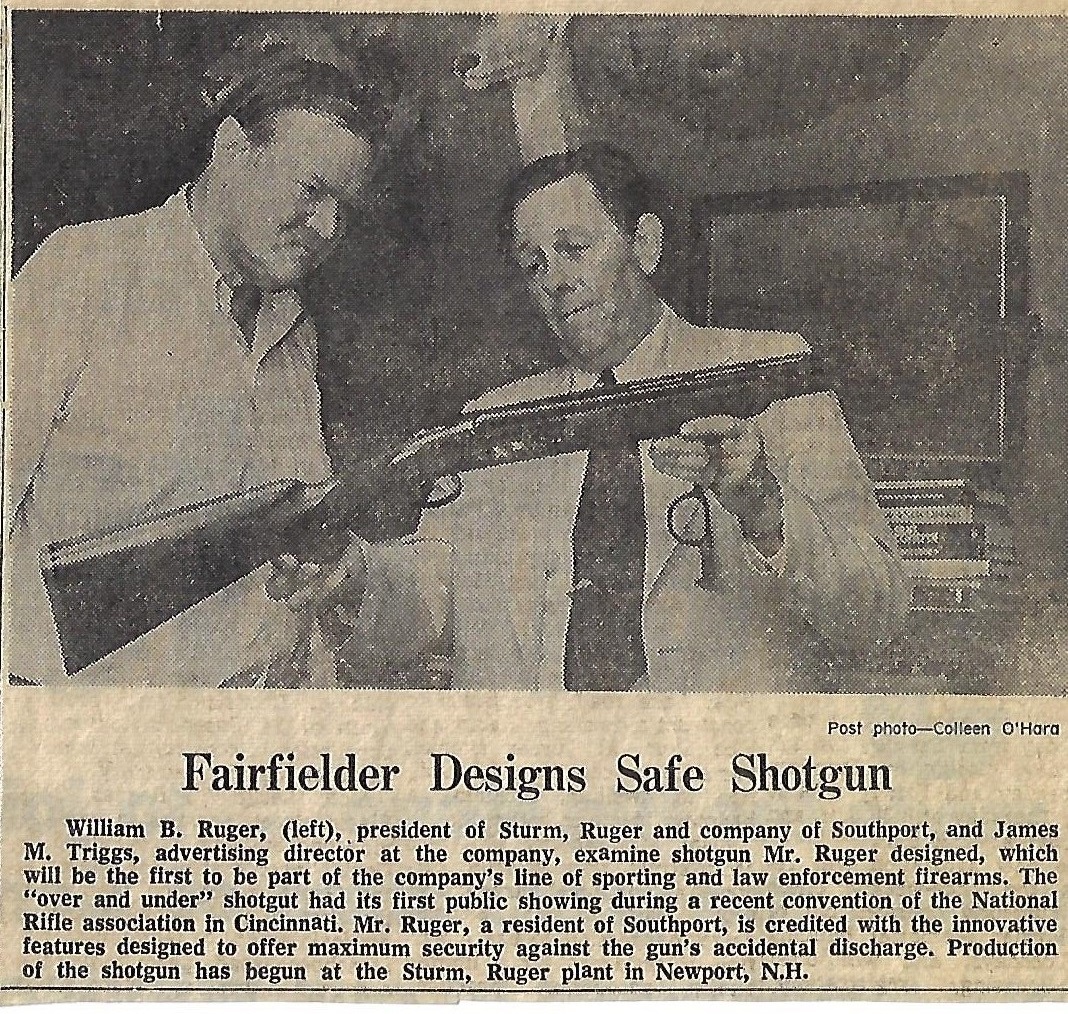 Post photo—Colleen O'Hara
Fairfielder Designs Safe Shotgun
William B. Ruger, (left), president of Sturm, Ruger and company of Southport, and James
M. Triggs, advertising director at the company, examine shotgun Mr. Ruger designed, which
will be the first to be part of the company's line of sporting and law enforcement firearms. The
"over and under" shotgut had its first public showing during a recent convention of the National
Rifle association in Cincinnati. Mr. Ruger, a resident of Southport, is credited with the innovative
features designed to offer maximum security against the gun's accidental discharge. Production
of the shotgun has begun at the Sturm, Ruger plant in Newport, N.H.